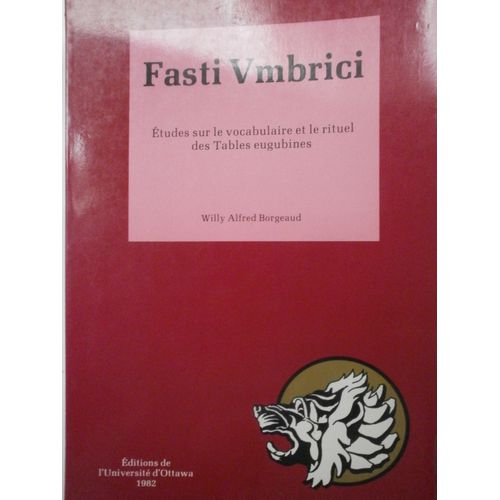 Fasti Vmbrici
Études sur le vocabulaire et le rituel
des Tables eugubines
Willy Alfred Borgeaud
Éditions de
l'Université d'Ottawa
1982